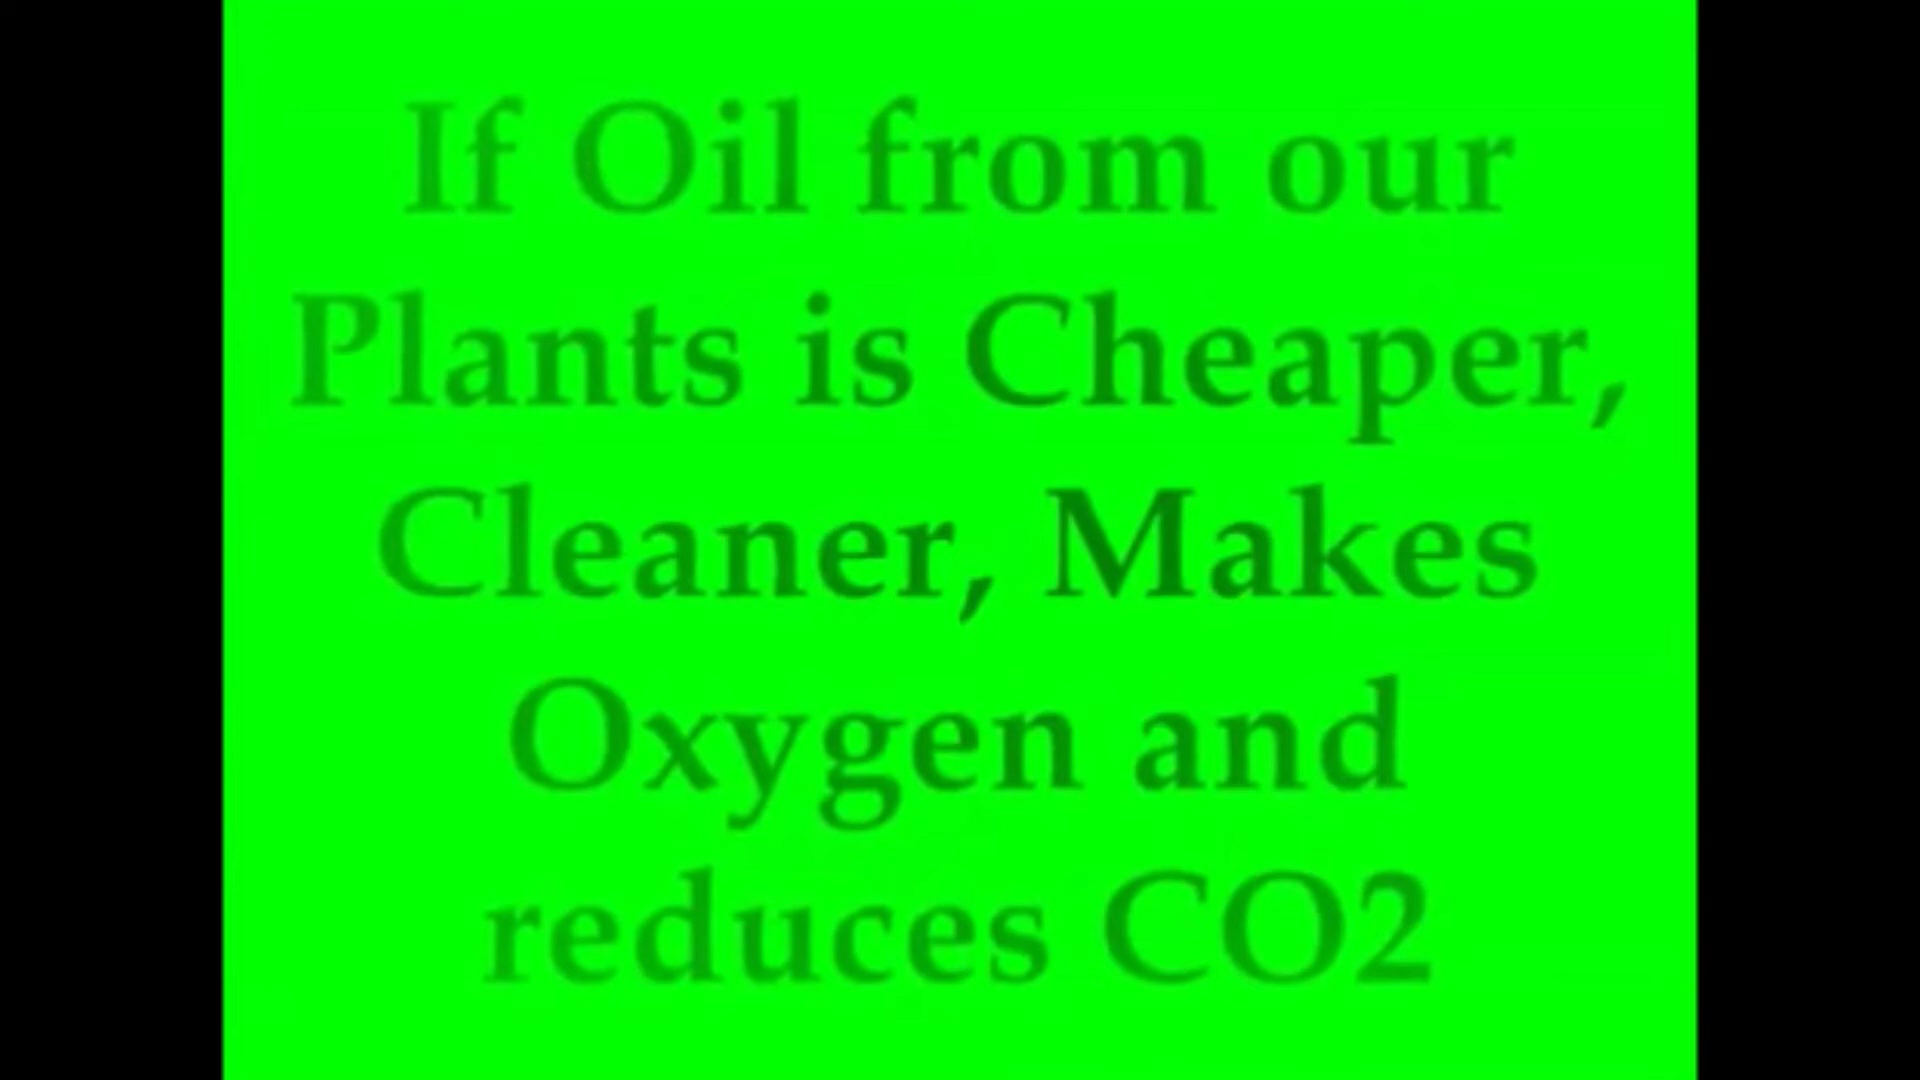 If Oil from our
Plants is Cheaper,
Cleaner, Makes
Oxygen and
reduces CO2